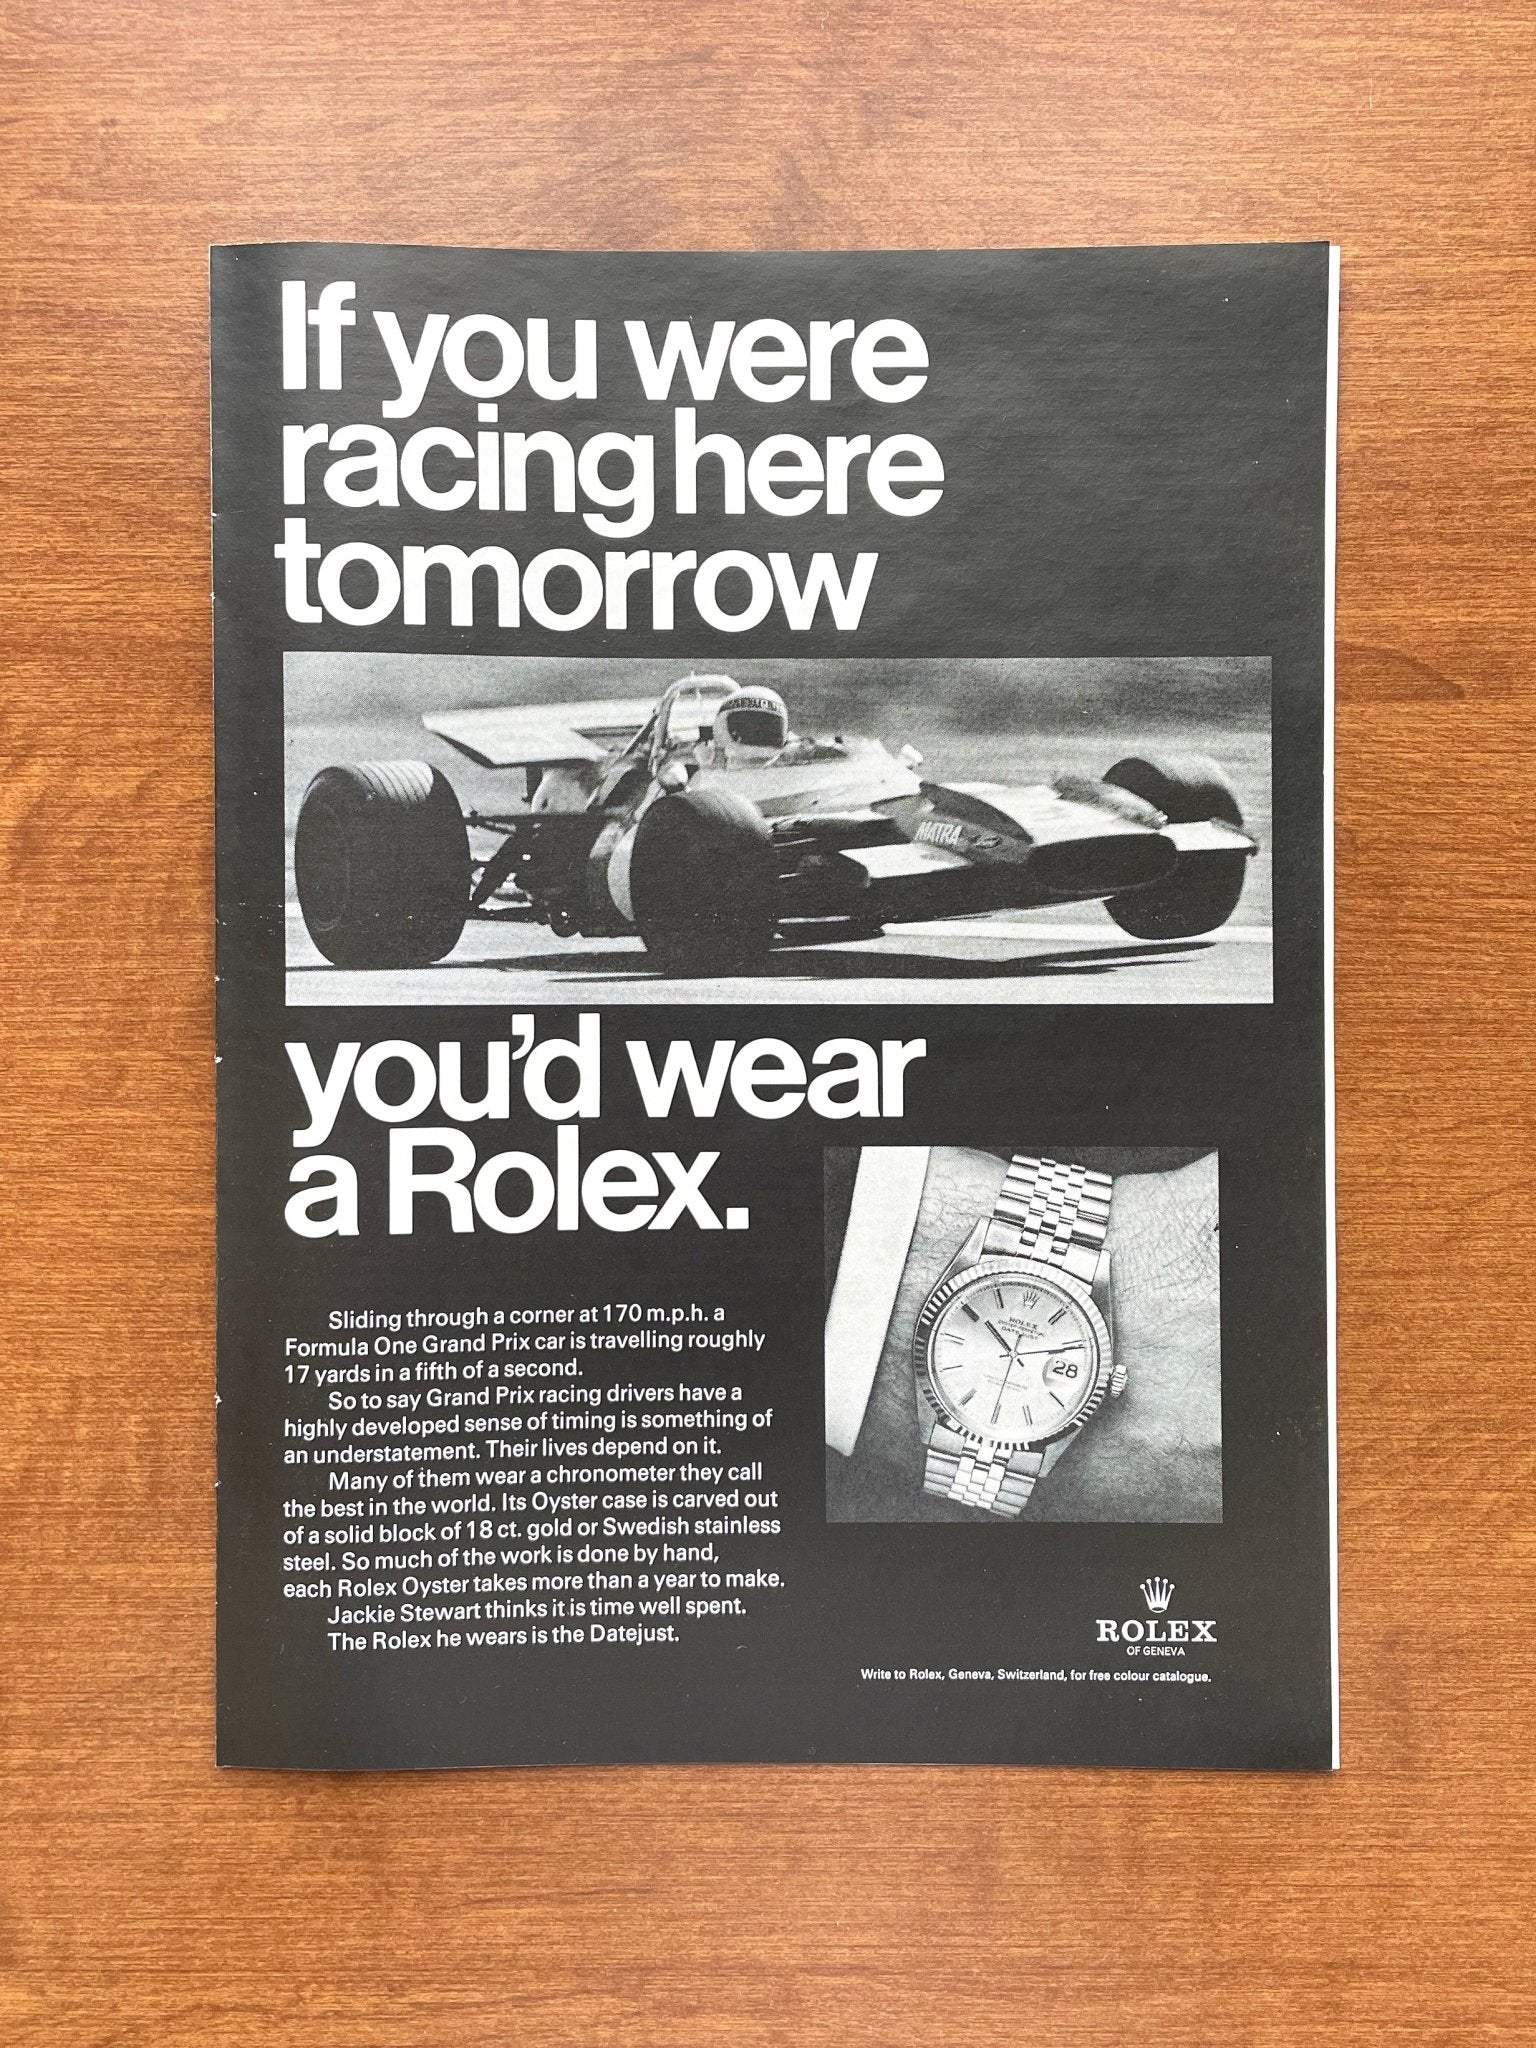 If you were
racing here
tomorrow
MATRA
you'd wear
a Rolex.
Sliding through a corner at 170 m.p.h. a
Formula One Grand Prix car is travelling roughly
17 yards in a fifth of a second.
So to say Grand Prix racing drivers have a
highly developed sense of timing is something of
an understatement. Their lives depend on it.
Many of them wear a chronometer they call
the best in the world. Its Oyster case is carved out
of a solid block of 18 ct. gold or Swedish stainless
steel. So much of the work is done by hand,
each Rolex Oyster takes more than a year to make.
Jackie Stewart thinks it is time well spent.
The Rolex he wears is the Datejust.
ROLEX
OYSTER PERPETUAL
DATEJUST
28
ROLEX
OF GENEVA
Write to Rolex, Geneva, Switzerland, for free colour catalogue.